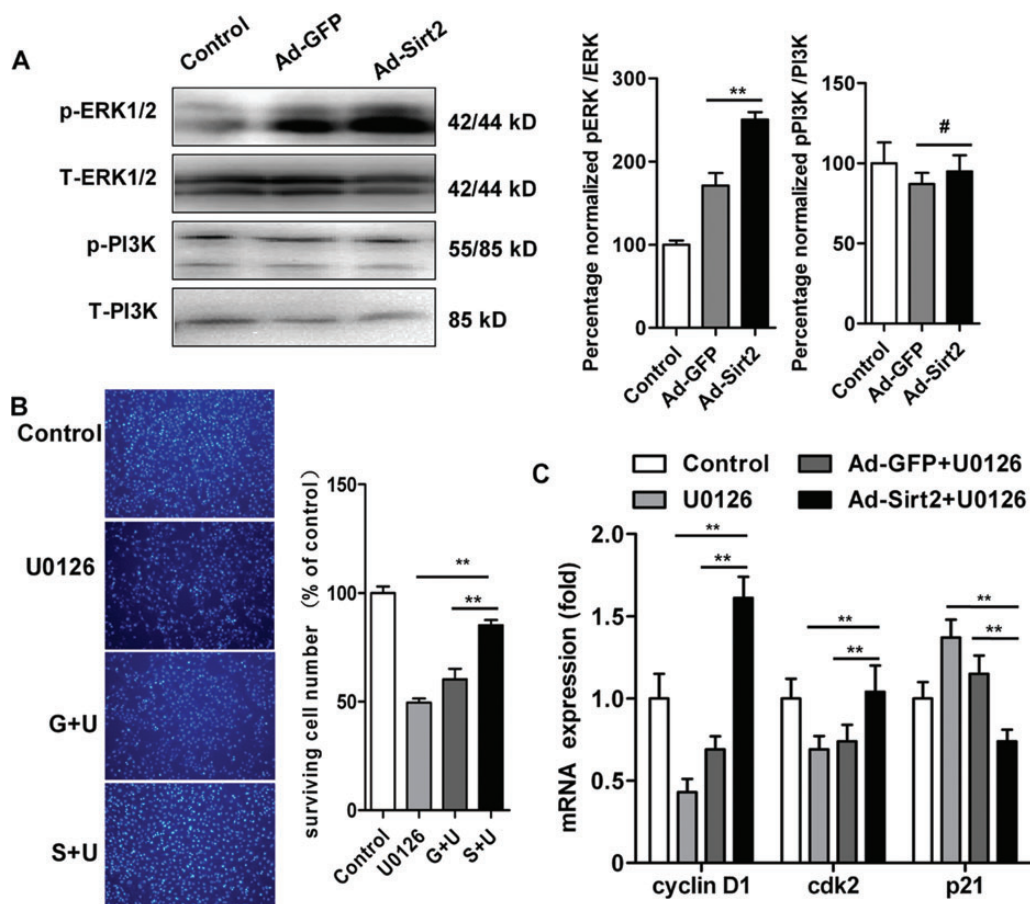 A
Control
Ad-GFP
Ad-Sirt2
p-ERK1/2
42/44 kD
T-ERK1/2
42/44 kD
p-PI3K
55/85 kD
T-PI3K
85 kD
Percentage normalized pERK /ERK
300
200
100
0
**
Control
Ad-GFP
Ad-Sirt2
Percentage normalized pPI3K /PI3K
150
100
50
0
#
Control
Ad-GFP
Ad-Sirt2
B
Control
U0126
G+U
S+U
surviving cell number (% of control)
150
100
50
0
**
**
Control
U0126
G+U
S+U
C
Control
Ad-GFP+U0126
U0126
Ad-Sirt2+U0126
mRNA expression (fold)
2.0
1.5
1.0
0.5
0
**
**
**
**
**
**
cyclin D1
cdk2
p21